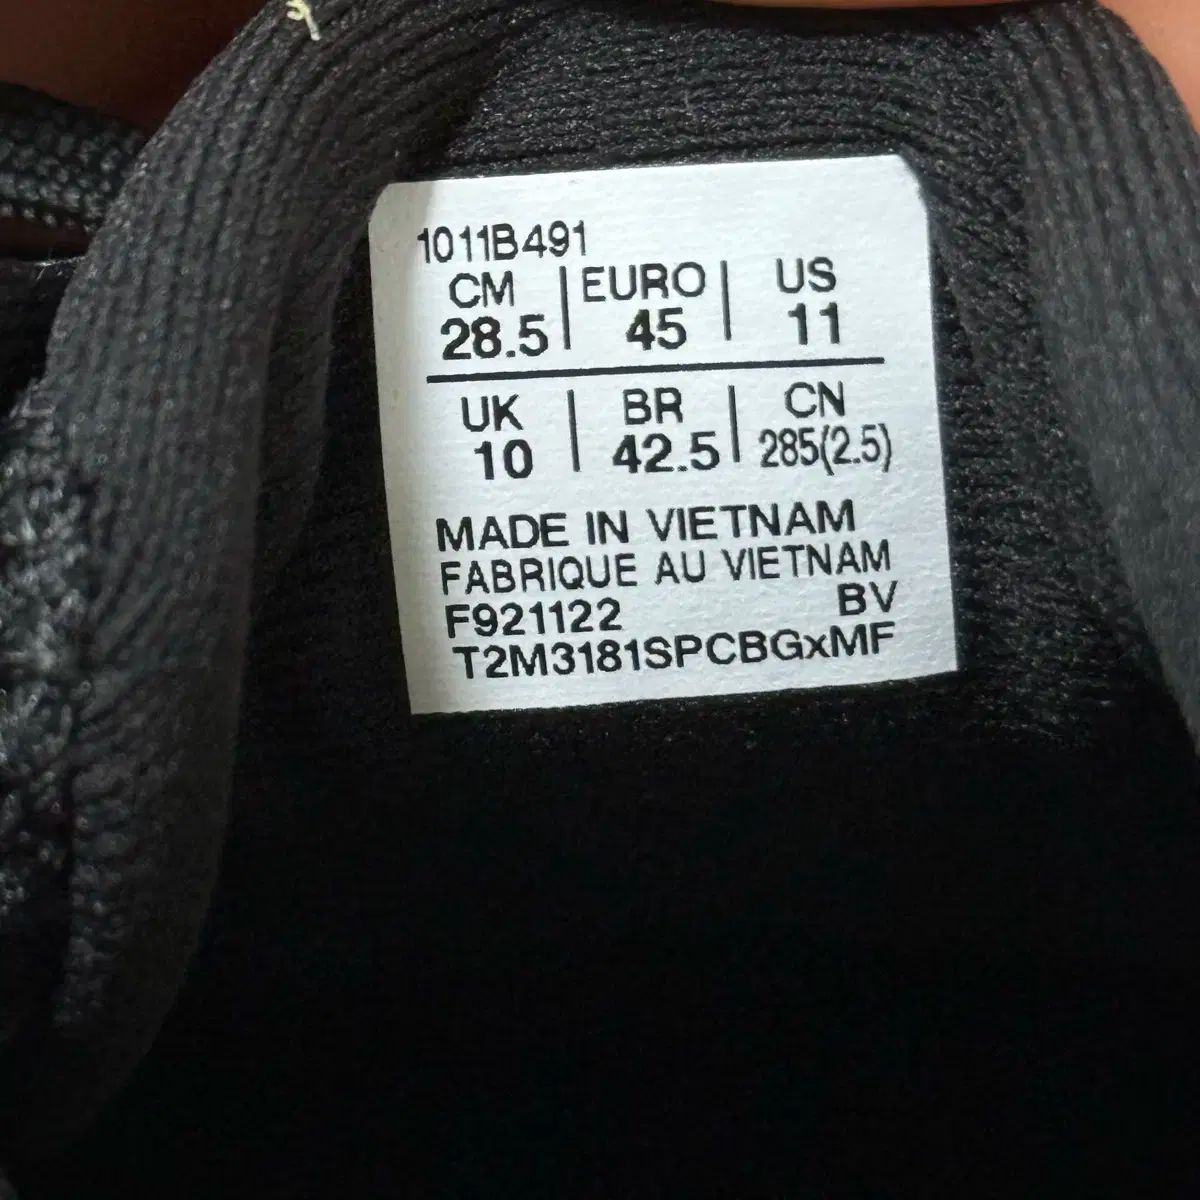 1011B491
CM | EURO | US
28.5 | 45 | 11
UK | BR | CN
10 | 42.5 | 285(2.5)
MADE IN VIETNAM
FABRIQUE AU VIETNAM
F921122 BV
T2M3181SPCBGxMF